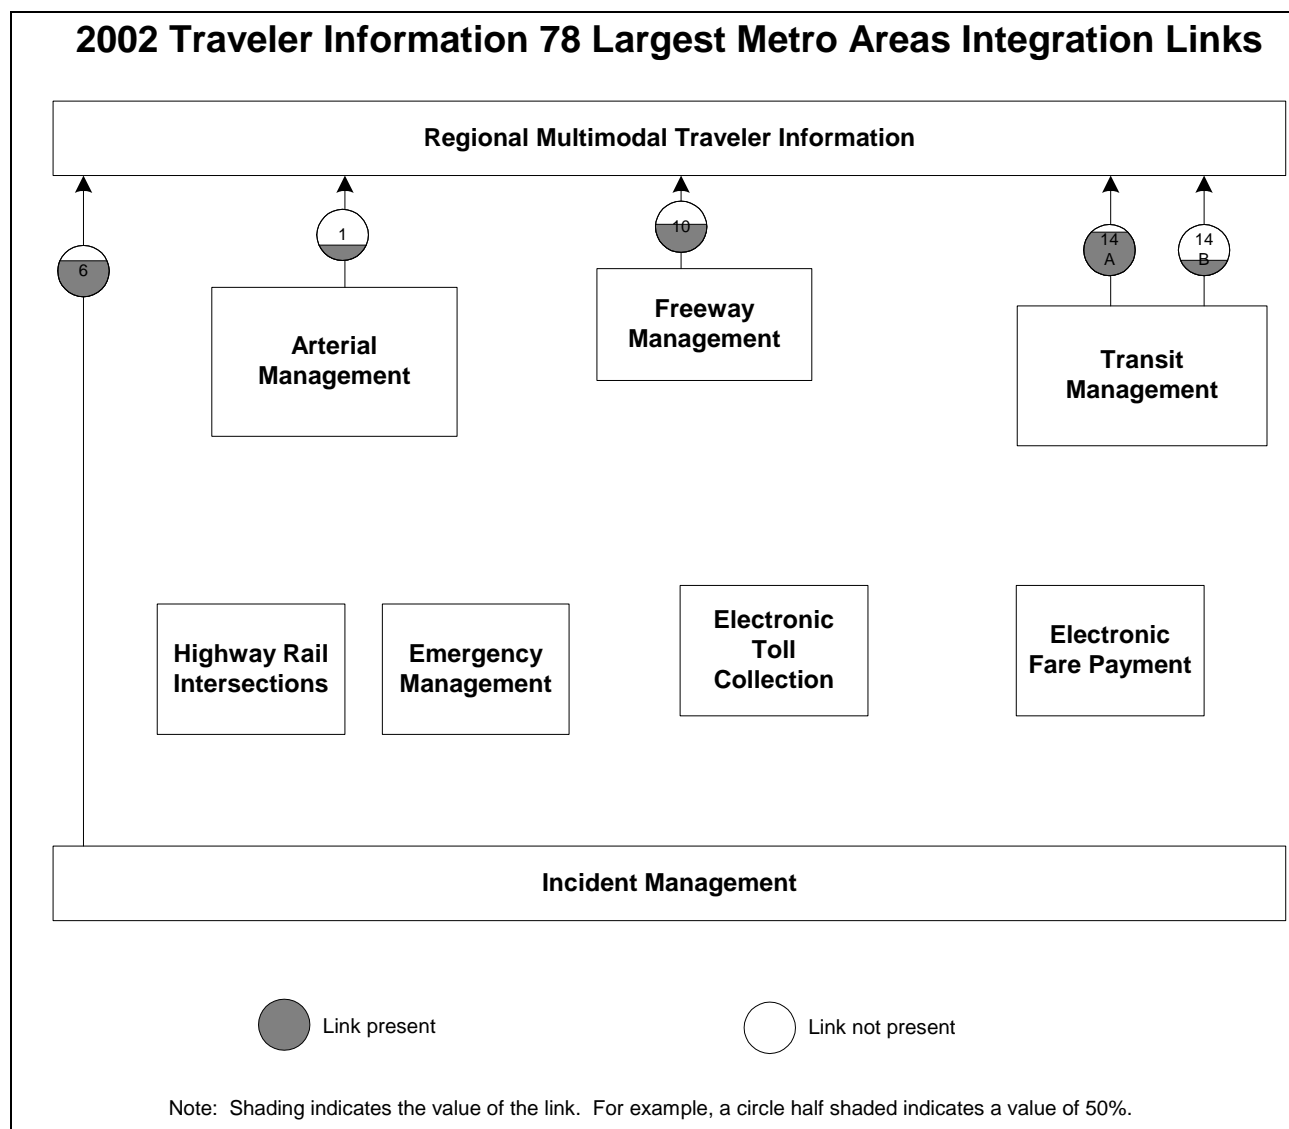 2002 Traveler Information 78 Largest Metro Areas Integration Links
Regional Multimodal Traveler Information
6
1
10
14
A
14
B
Arterial
Management
Freeway
Management
Transit
Management
Highway Rail
Intersections
Emergency
Management
Electronic
Toll
Collection
Electronic
Fare Payment
Incident Management
Link present
Link not present
Note:  Shading indicates the value of the link.  For example, a circle half shaded indicates a value of 50%.